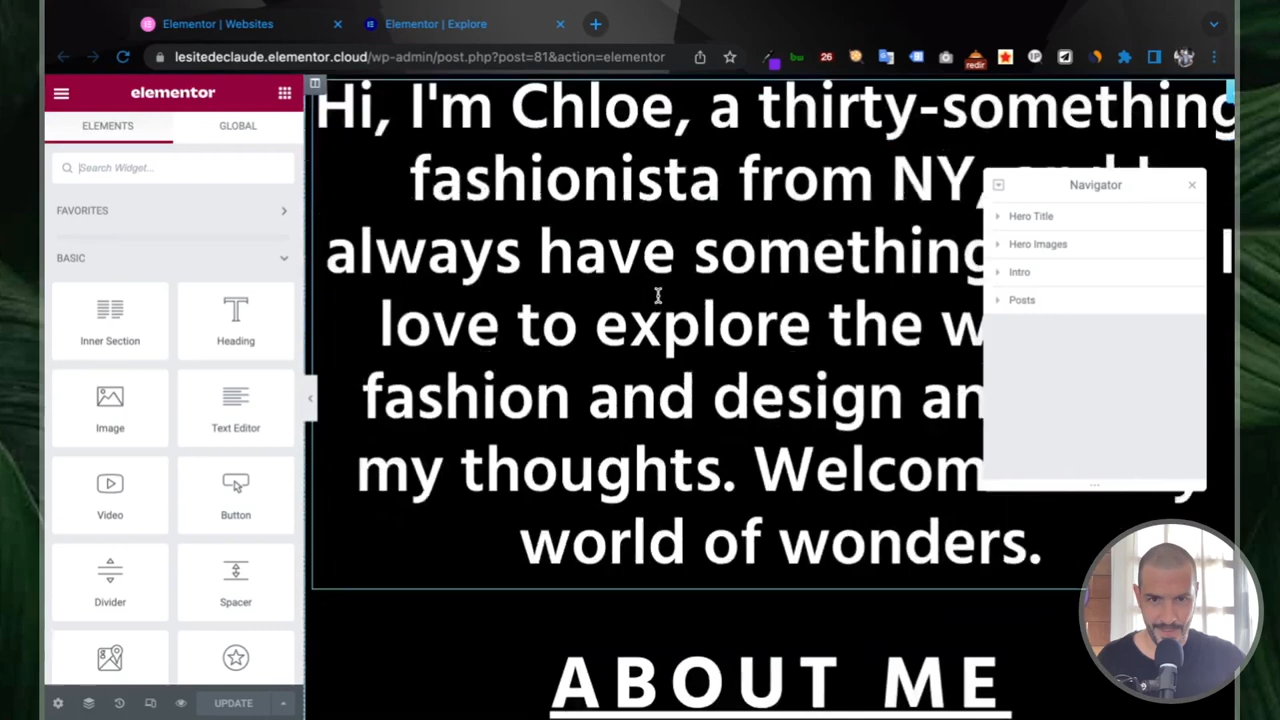 Elementor | Websites
Elementor | Explore
lesitedeclaude.elementor.cloud/wp-admin/post.php?post=81&action=elementor
bu
26
redir
elementor
ELEMENTS
GLOBAL
Search Widget...
FAVORITES
BASIC
Inner Section
Heading
Image
Text Editor
Video
Button
Divider
Spacer
UPDATE
Hi, I'm Chloe, a thirty-something
fashionista from NY,
always have something
love to explore the w
fashion and design an
my thoughts. Welcom
world of wonders.
ABOUT ME
Navigator
Hero Title
Hero Images
Intro
Posts